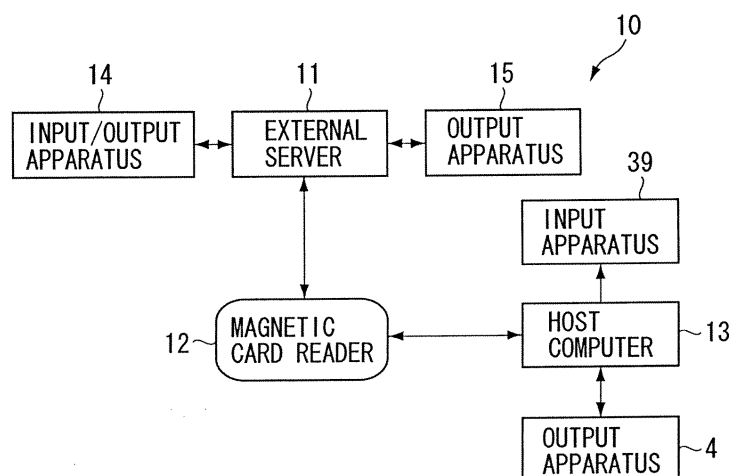 10
14
11
15
INPUT/OUTPUT
APPARATUS
EXTERNAL
SERVER
OUTPUT
APPARATUS
39
INPUT
APPARATUS
12
MAGNETIC
CARD READER
HOST
COMPUTER
13
OUTPUT
APPARATUS
4